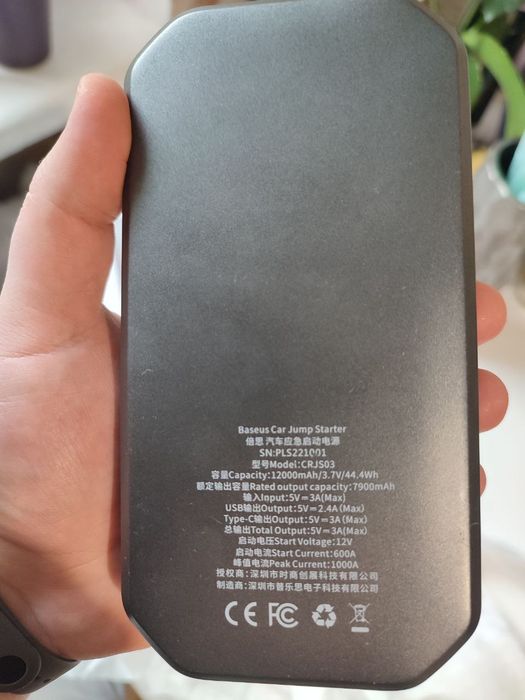 Baseus Car Jump Starter
倍思 汽车应急启动电源
SN:PLS221001
型号Model:CRJS03
容量Capacity:12000mAh/3.7V/44.4Wh
额定输出容量Rated output capacity:7900mAh
输入Input:5V⎓3A(Max)
USB输出Output:5V⎓2.4A(Max)
Type-C输出Output:5V⎓3A(Max)
总输出Total Output:5V⎓3A(Max)
启动电压Start Voltage:12V
启动电流Start Current:600A
峰值电流Peak Current:1000A
授权商:深圳市时商创展科技有限公司
制造商:深圳市普乐思电子科技有限公司
CE FC